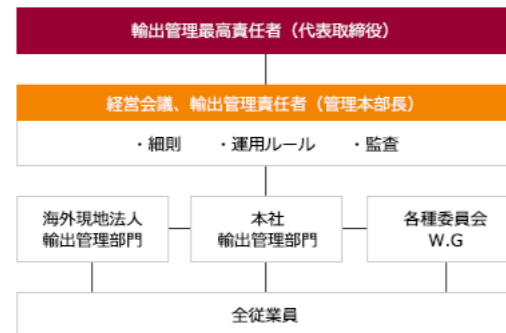 輸出管理最高責任者（代表取締役）
経営会議、輸出管理責任者（管理本部長）
・細則　・運用ルール　・監査
海外現地法人
輸出管理部門
本社
輸出管理部門
各種委員会
W.G
全従業員